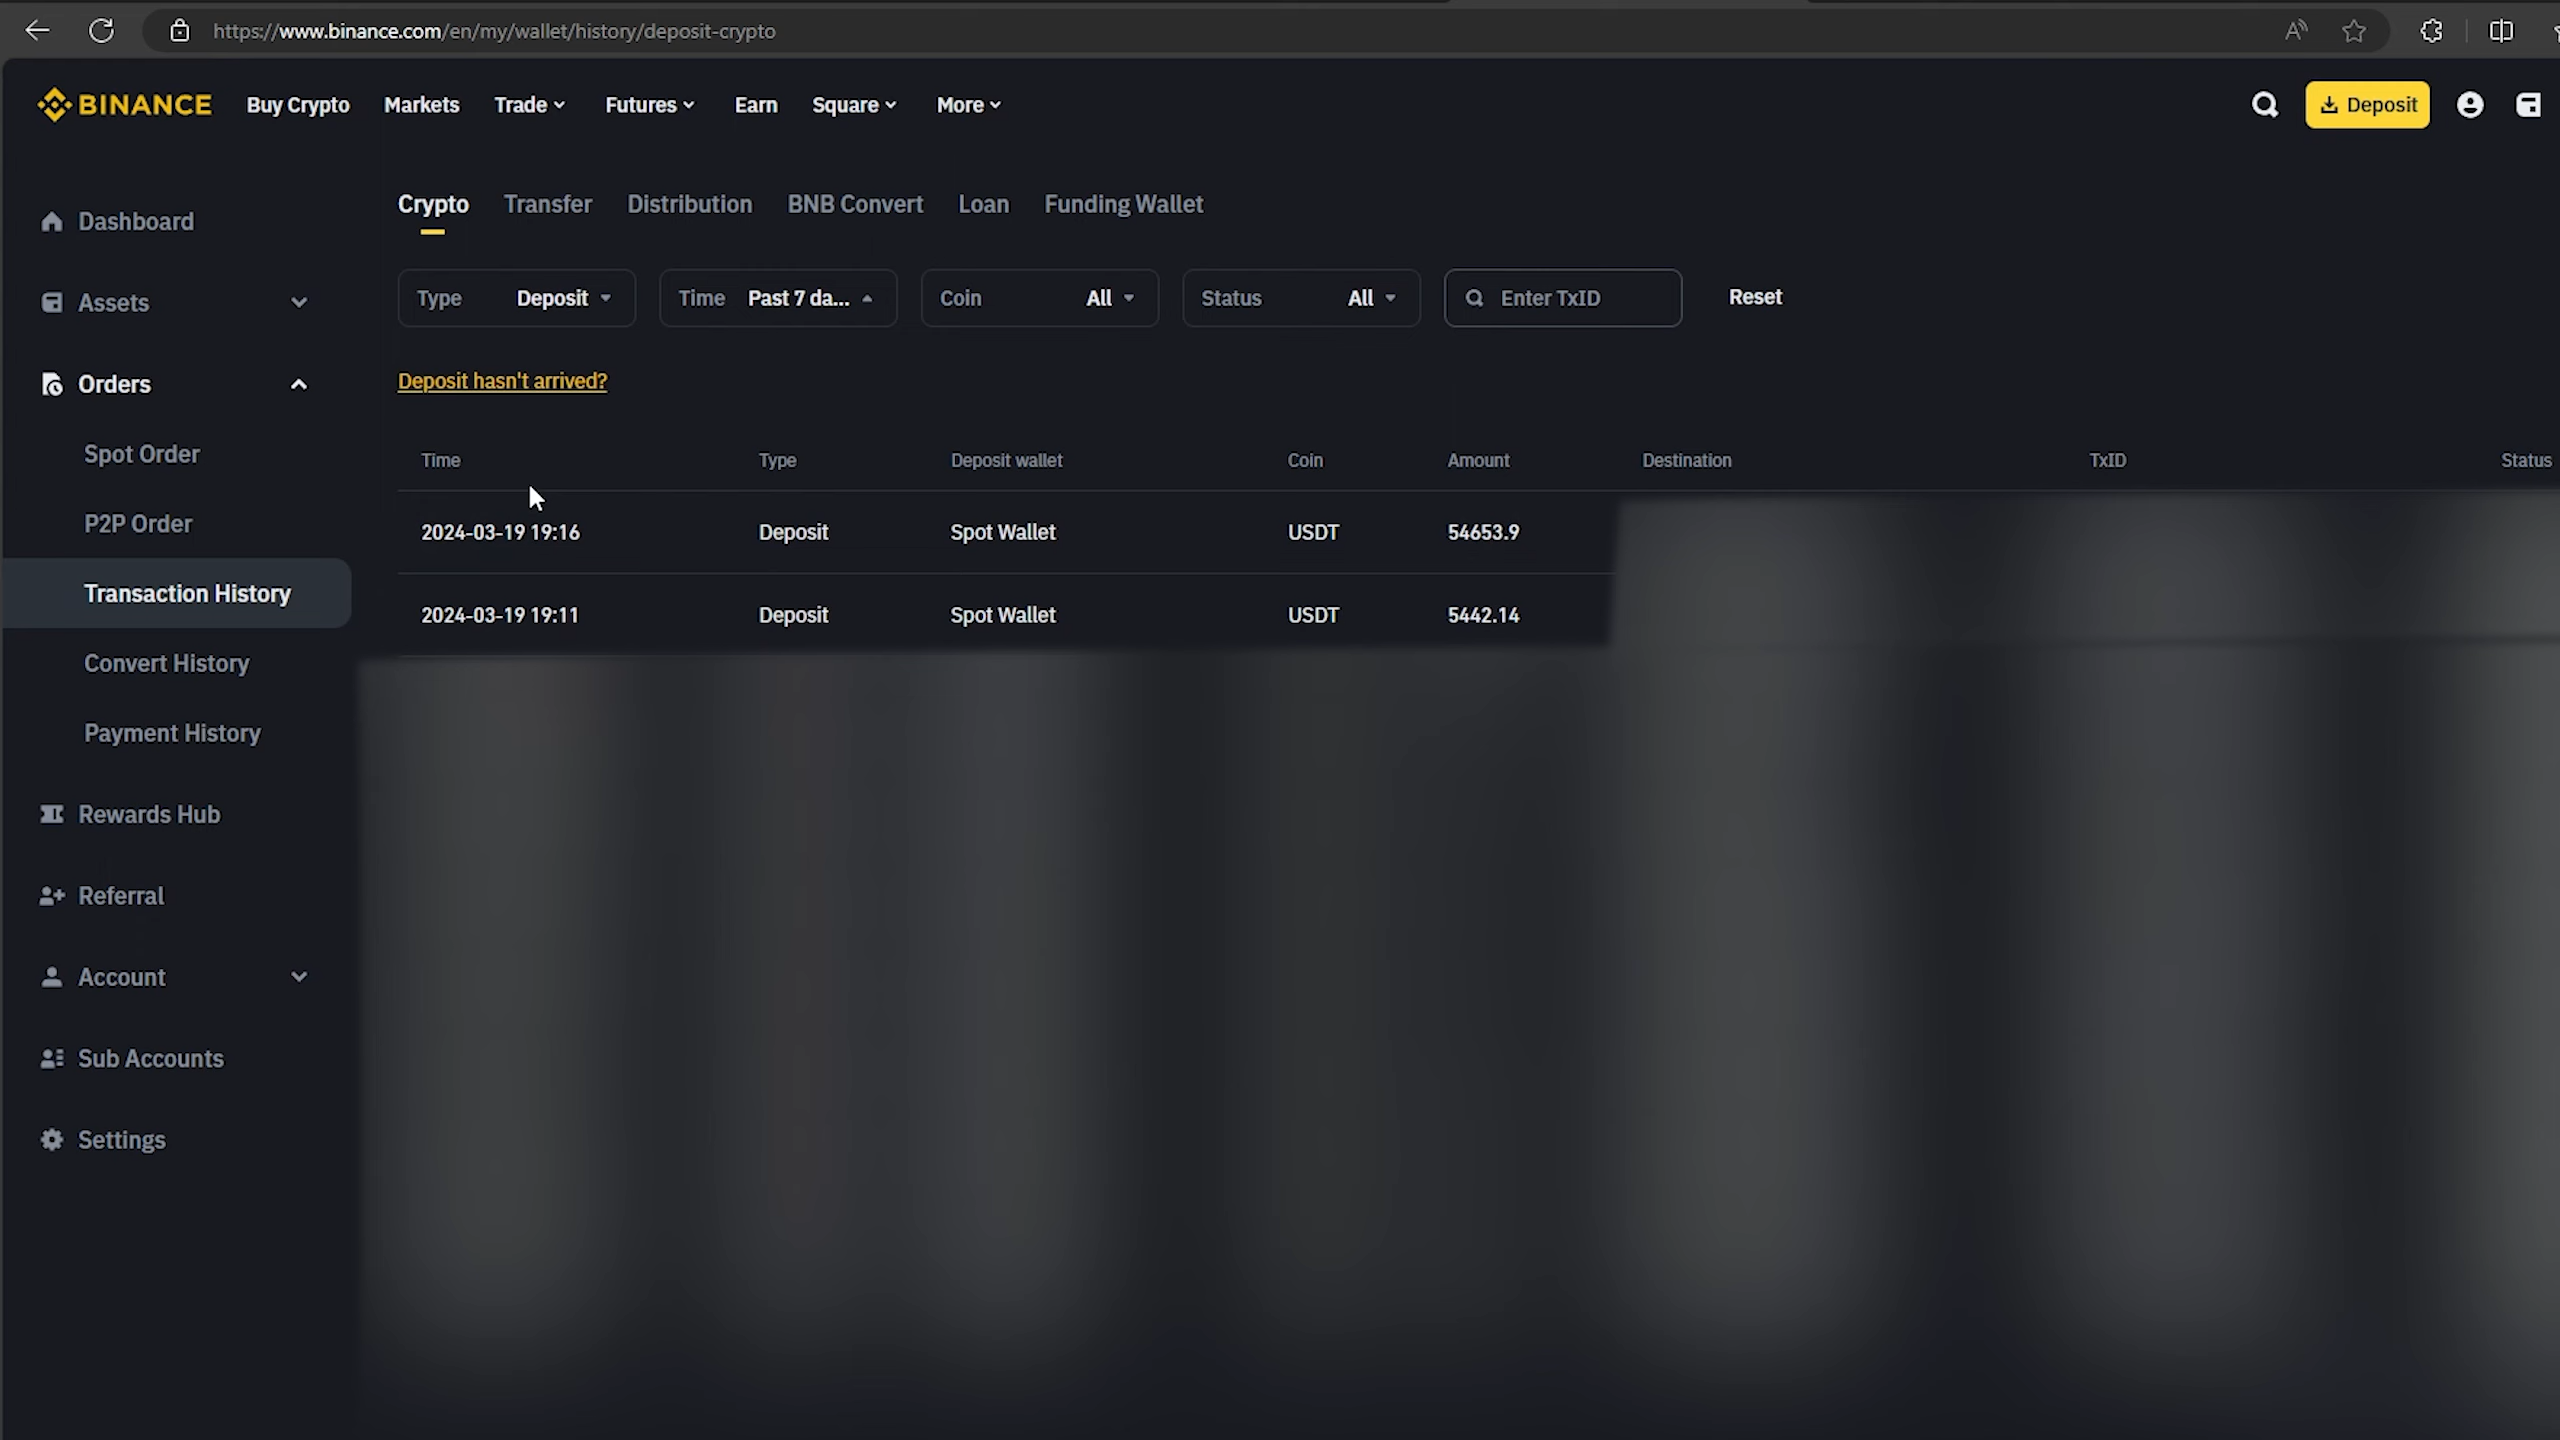 https://www.binance.com/en/my/wallet/history/deposit-crypto
BINANCE Buy Crypto Markets Trade Futures Earn Square More Deposit
Crypto Transfer Distribution BNB Convert Loan Funding Wallet
Type Deposit Time Past 7 da... Coin All Status All Enter TxID Reset
Deposit hasn't arrived?
Time Type Deposit wallet Coin Amount Destination TxID Status
2024-03-19 19:16 Deposit Spot Wallet USDT 54653.9
2024-03-19 19:11 Deposit Spot Wallet USDT 5442.14
Dashboard
Assets
Orders
Spot Order
P2P Order
Transaction History
Convert History
Payment History
Rewards Hub
Referral
Account
Sub Accounts
Settings